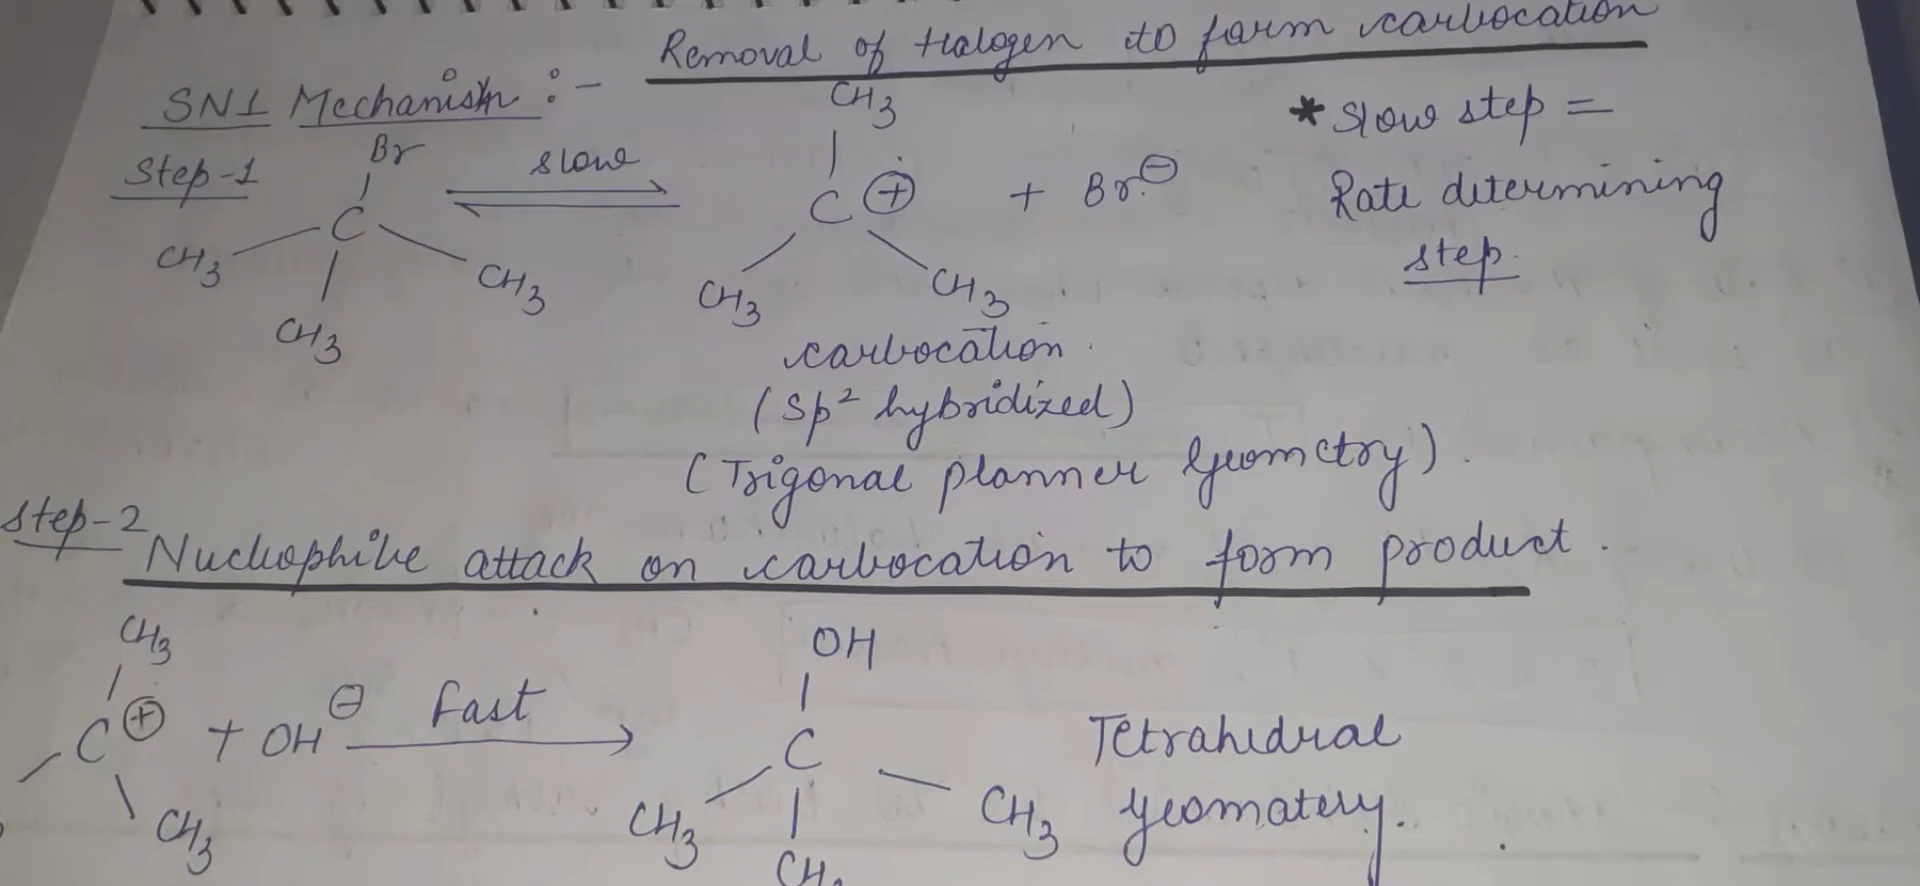 Removal of Halogen to form carbocation
SN1 Mechanism :-
Step-1
Br
C
CH3
CH3
CH3
slow
CH3
C ⊕
CH3
CH3
+ Br:⊖
* Slow step =
Rate determining
step.
carbocation.
(Sp² hybridized)
(Trigonal planner Geometry).
Step-2
Nucleophile attack on carbocation to form product.
CH3
C ⊕ + OH ⊖
CH3
Fast
OH
C
CH3
CH3
CH3
Tetrahedral
Geomatery.